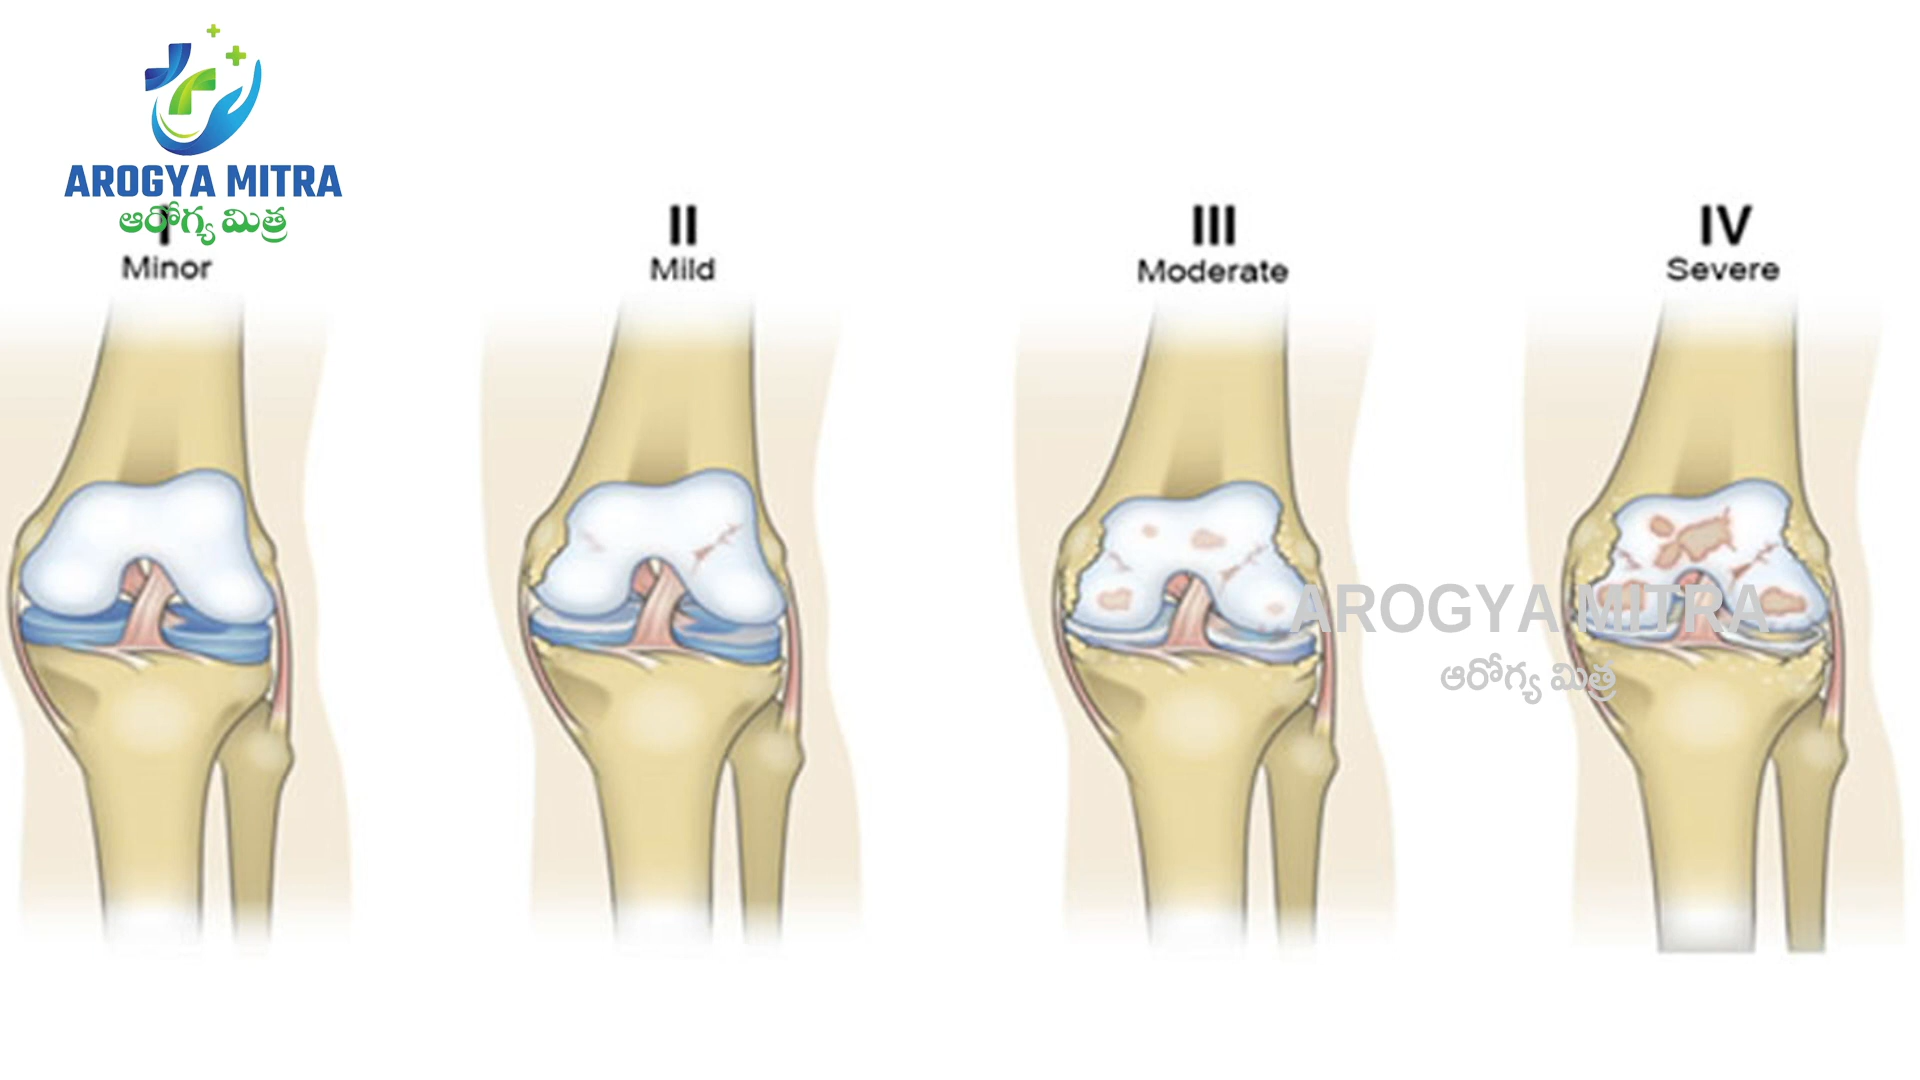 AROGYA MITRA
ఆరోగ్య మిత్ర
I
Minor
II
Mild
III
Moderate
IV
Severe
AROGYA MITRA
ఆరోగ్య మిత్ర